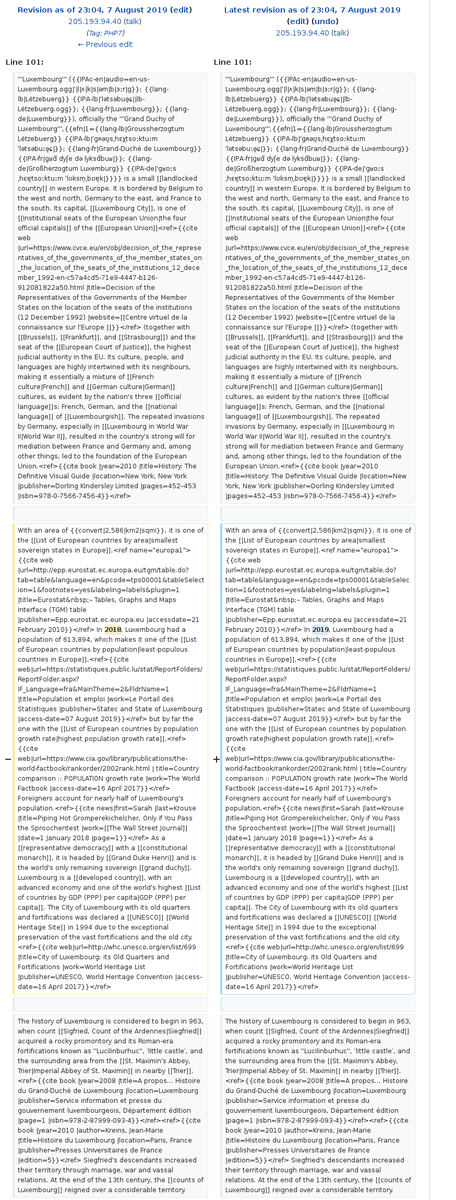 Revision as of 23:04, 7 August 2019 (edit)
205.193.94.40 (talk)
(Tag: PHP7)
← Previous edit
Line 101:
'''Luxembourg''' ({{IPAc-en|audio=en-us-
Luxembourg.ogg
Lëtzebuerg}} {{IPA-lb
Lëtzebuerg.ogg}}; {{lang-fr|Luxembourg}}; {{lang-
de|Luxemburg}}), officially the '''Grand Duchy of
Luxembourg''',{{efn|1={{lang-lb|Groussherzogtum
Lëtzebuerg}} {{IPA-lb
{{lang-fr|Grand-Duché de Luxembourg}}
{{IPA-fr {{lang-
de|Großherzogtum Luxemburg}} {{IPA-de
is a small [[landlocked
country]] in western Europe. It is bordered by Belgium to
the west and north, Germany to the east, and France to
the south. Its capital, [[Luxembourg City]], is one of
[[Institutional seats of the European Union|the four
official capitals]] of the [[European Union]]<ref>{{cite
web
|url=https://www.cvce.eu/en/obj/decision_of_the_represe
ntatives_of_the_governments_of_the_member_states_on
_the_location_of_the_seats_of_the_institutions_12_dece
mber_1992-en-c57a4cd5-71e9-4447-b126-
912081822a50.html |title=Decision of the
Representatives of the Governments of the Member
States on the location of the seats of the institutions
(12 December 1992) |website=[[Centre virtuel de la
connaissance sur l'Europe ]]}}</ref> (together with
[[Brussels]], [[Frankfurt]], and [[Strasbourg]]) and the
seat of the [[European Court of Justice]], the highest
judicial authority in the EU. Its culture, people, and
languages are highly intertwined with its neighbours,
making it essentially a mixture of [[French
culture|French]] and [[German culture|German]]
cultures, as evident by the nation's three [[official
language]]s: French, German, and the [[national
language]] of [[Luxembourgish]]. The repeated invasions
by Germany, especially in [[Luxembourg in World War
II|World War II]], resulted in the country's strong will for
mediation between France and Germany and, among
other things, led to the foundation of the European
Union.<ref>{{cite book |year=2010 |title=History: The
Definitive Visual Guide |location=New York, New York
|publisher=Dorling Kindersley Limited |pages=452–453
|isbn=978-0-7566-7456-4}}</ref>
−
With an area of {{convert|2,586|km2|sqmi}}, it is one of
the [[List of European countries by area|smallest
sovereign states in Europe]].<ref name="europa1">
{{cite web
|url=http://epp.eurostat.ec.europa.eu/tgm/table.do?
tab=table&language=en&pcode=tps00001&tableSelect
ion=1&footnotes=yes&labeling=labels&plugin=1
|title=Eurostat&nbsp;– Tables, Graphs and Maps
Interface (TGM) table
|publisher=Epp.eurostat.ec.europa.eu |accessdate=21
February 2010}}</ref> In 2018, Luxembourg had a
population of 613,894, which makes it one of the [[List
of European countries by population|least-populous
countries in Europe]],<ref>{{cite
web|url=https://statistiques.public.lu/stat/ReportFolders/
ReportFolder.aspx?
IF_Language=fra&MainTheme=2&FldrName=1
|title=Population et emploi |work=Le Portail des
Statistiques |publisher=Statec and State of Luxembourg
|access-date=07 August 2019}}</ref> but by far the
one with the [[List of European countries by population
growth rate|highest population growth rate]].<ref>
{{cite
web|url=https://www.cia.gov/library/publications/the-
world-factbook/rankorder/2002rank.html | title=Country
comparison :: POPULATION growth rate |work=The World
Factbook |access-date=16 April 2017}}</ref>
Foreigners account for nearly half of Luxembourg's
population.<ref>{{cite news|first=Sarah |last=Krouse
|title=Piping Hot Gromperekichelcher, Only if You Pass
the Sproochentest |work=[[The Wall Street Journal]]
|date=1 January 2018 |page=1}}</ref> As a
[[representative democracy]] with a [[constitutional
monarch]], it is headed by [[Grand Duke Henri]] and is
the world's only remaining sovereign [[grand duchy]].
Luxembourg is a [[developed country]], with an
advanced economy and one of the world's highest [[List
of countries by GDP (PPP) per capita|GDP (PPP) per
capita]]. The City of Luxembourg with its old quarters
and fortifications was declared a [[UNESCO]] [[World
Heritage Site]] in 1994 due to the exceptional
preservation of the vast fortifications and the old city.
<ref>{{cite web|url=http://whc.unesco.org/en/list/699
|title=City of Luxembourg: its Old Quarters and
Fortifications |work=World Heritage List
|publisher=UNESCO, World Heritage Convention |access-
date=16 April 2017}}</ref>
The history of Luxembourg is considered to begin in 963,
when count [[Sigfried, Count of the Ardennes|Siegfried]]
acquired a rocky promontory and its Roman-era
fortifications known as ''Lucilinburhuc'', 'little castle', and
the surrounding area from the [[St. Maximin's Abbey,
Trier|Imperial Abbey of St. Maximin]] in nearby [[Trier]].
<ref>{{cite book |year=2008 |title=A propos... Histoire
du Grand-Duché de Luxembourg |location=Luxembourg
|publisher=Service information et presse du
gouvernement luxembourgeois, Département édition
|page=1 |isbn=978-2-87999-093-4}}</ref><ref>{{cite
book |year=2010 |author=Kreins, Jean-Marie
|title=Histoire du Luxembourg |location=Paris, France
|publisher=Presses Universitaires de France
|edition=5}}</ref> Siegfried's descendants increased
their territory through marriage, war and vassal
relations. At the end of the 13th century, the [[counts of
Luxembourg]] reigned over a considerable territory.
Latest revision as of 23:04, 7 August 2019
(edit) (undo)
205.193.94.40 (talk)
Line 101:
'''Luxembourg''' ({{IPAc-en|audio=en-us-
Luxembourg.ogg
Lëtzebuerg}} {{IPA-lb
Lëtzebuerg.ogg}}; {{lang-fr|Luxembourg}}; {{lang-
de|Luxemburg}}), officially the '''Grand Duchy of
Luxembourg''',{{efn|1={{lang-lb|Groussherzogtum
Lëtzebuerg}} {{IPA-lb
{{lang-fr|Grand-Duché de Luxembourg}}
{{IPA-fr {{lang-
de|Großherzogtum Luxemburg}} {{IPA-de
is a small [[landlocked
country]] in western Europe. It is bordered by Belgium to
the west and north, Germany to the east, and France to
the south. Its capital, [[Luxembourg City]], is one of
[[Institutional seats of the European Union|the four
official capitals]] of the [[European Union]]<ref>{{cite
web
|url=https://www.cvce.eu/en/obj/decision_of_the_represe
ntatives_of_the_governments_of_the_member_states_on
_the_location_of_the_seats_of_the_institutions_12_dece
mber_1992-en-c57a4cd5-71e9-4447-b126-
912081822a50.html |title=Decision of the
Representatives of the Governments of the Member
States on the location of the seats of the institutions
(12 December 1992) |website=[[Centre virtuel de la
connaissance sur l'Europe ]]}}</ref> (together with
[[Brussels]], [[Frankfurt]], and [[Strasbourg]]) and the
seat of the [[European Court of Justice]], the highest
judicial authority in the EU. Its culture, people, and
languages are highly intertwined with its neighbours,
making it essentially a mixture of [[French
culture|French]] and [[German culture|German]]
cultures, as evident by the nation's three [[official
language]]s: French, German, and the [[national
language]] of [[Luxembourgish]]. The repeated invasions
by Germany, especially in [[Luxembourg in World War
II|World War II]], resulted in the country's strong will for
mediation between France and Germany and, among
other things, led to the foundation of the European
Union.<ref>{{cite book |year=2010 |title=History:
The Definitive Visual Guide |location=New York, New
York |publisher=Dorling Kindersley Limited |pages=452–
453 |isbn=978-0-7566-7456-4}}</ref>
+
With an area of {{convert|2,586|km2|sqmi}}, it is one of
the [[List of European countries by area|smallest
sovereign states in Europe]].<ref name="europa1">
{{cite web
|url=http://epp.eurostat.ec.europa.eu/tgm/table.do?
tab=table&language=en&pcode=tps00001&tableSelect
ion=1&footnotes=yes&labeling=labels&plugin=1
|title=Eurostat&nbsp;– Tables, Graphs and Maps
Interface (TGM) table
|publisher=Epp.eurostat.ec.europa.eu |accessdate=21
February 2010}}</ref> In 2019, Luxembourg had a
population of 613,894, which makes it one of the [[List
of European countries by population|least-populous
countries in Europe]],<ref>{{cite
web|url=https://statistiques.public.lu/stat/ReportFolders/
ReportFolder.aspx?
IF_Language=fra&MainTheme=2&FldrName=1
|title=Population et emploi |work=Le Portail des
Statistiques |publisher=Statec and State of Luxembourg
|access-date=07 August 2019}}</ref> but by far the
one with the [[List of European countries by population
growth rate|highest population growth rate]].<ref>
{{cite
web|url=https://www.cia.gov/library/publications/the-
world-factbook/rankorder/2002rank.html | title=Country
comparison :: POPULATION growth rate |work=The World
Factbook |access-date=16 April 2017}}</ref>
Foreigners account for nearly half of Luxembourg's
population.<ref>{{cite news|first=Sarah |last=Krouse
|title=Piping Hot Gromperekichelcher, Only if You Pass
the Sproochentest |work=[[The Wall Street Journal]]
|date=1 January 2018 |page=1}}</ref> As a
[[representative democracy]] with a [[constitutional
monarch]], it is headed by [[Grand Duke Henri]] and is
the world's only remaining sovereign [[grand duchy]].
Luxembourg is a [[developed country]], with an
advanced economy and one of the world's highest [[List
of countries by GDP (PPP) per capita|GDP (PPP) per
capita]]. The City of Luxembourg with its old quarters
and fortifications was declared a [[UNESCO]] [[World
Heritage Site]] in 1994 due to the exceptional
preservation of the vast fortifications and the old city.
<ref>{{cite web|url=http://whc.unesco.org/en/list/699
|title=City of Luxembourg: its Old Quarters and
Fortifications |work=World Heritage List
|publisher=UNESCO, World Heritage Convention |access-
date=16 April 2017}}</ref>
The history of Luxembourg is considered to begin in 963,
when count [[Sigfried, Count of the Ardennes|Siegfried]]
acquired a rocky promontory and its Roman-era
fortifications known as ''Lucilinburhuc'', 'little castle', and
the surrounding area from the [[St. Maximin's Abbey,
Trier|Imperial Abbey of St. Maximin]] in nearby [[Trier]].
<ref>{{cite book |year=2008 |title=A propos... Histoire
du Grand-Duché de Luxembourg |location=Luxembourg
|publisher=Service information et presse du
gouvernement luxembourgeois, Département édition
|page=1 |isbn=978-2-87999-093-4}}</ref><ref>{{cite
book |year=2010 |author=Kreins, Jean-Marie
|title=Histoire du Luxembourg |location=Paris, France
|publisher=Presses Universitaires de France
|edition=5}}</ref> Siegfried's descendants increased
their territory through marriage, war and vassal
relations. At the end of the 13th century, the [[counts of
Luxembourg]] reigned over a considerable territory.